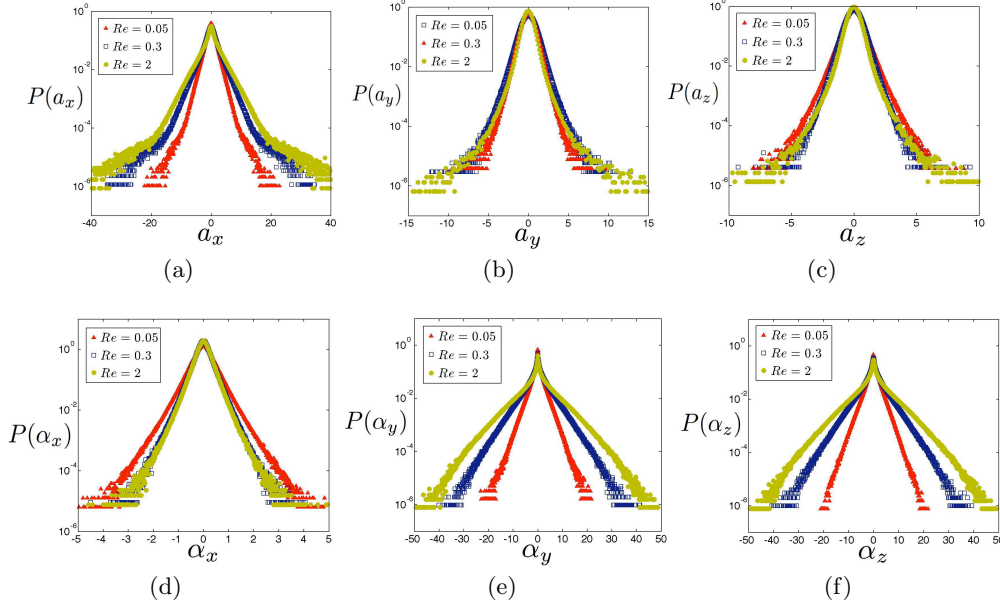 10^0
10^-2
10^-4
10^-6
P(a_x)
Re = 0.05
Re = 0.3
Re = 2
-40 -20 0 20 40
a_x
(a)
10^0
10^-2
10^-4
10^-6
P(a_y)
Re = 0.05
Re = 0.3
Re = 2
-15 -10 -5 0 5 10 15
a_y
(b)
10^0
10^-2
10^-4
10^-6
P(a_z)
Re = 0.05
Re = 0.3
Re = 2
-10 -5 0 5 10
a_z
(c)
10^0
10^-2
10^-4
10^-6
P(α_x)
Re = 0.05
Re = 0.3
Re = 2
-5 -4 -3 -2 -1 0 1 2 3 4 5
α_x
(d)
10^0
10^-2
10^-4
10^-6
P(α_y)
Re = 0.05
Re = 0.3
Re = 2
-50 -40 -30 -20 -10 0 10 20 30 40 50
α_y
(e)
10^0
10^-2
10^-4
10^-6
P(α_z)
Re = 0.05
Re = 0.3
Re = 2
-50 -40 -30 -20 -10 0 10 20 30 40 50
α_z
(f)